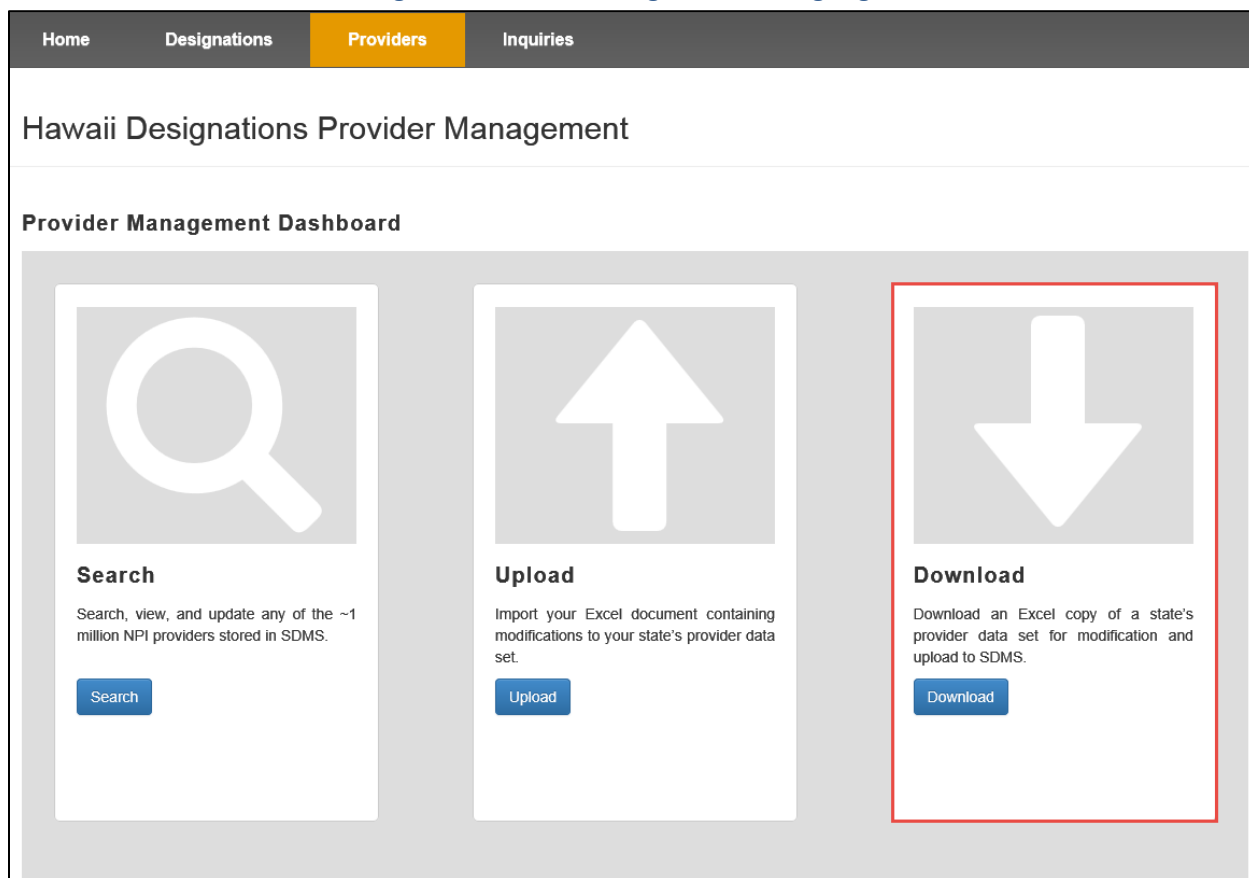 Home Designations Providers Inquiries
Hawaii Designations Provider Management
Provider Management Dashboard
Search
Search, view, and update any of the ~1
million NPI providers stored in SDMS.
Search
Upload
Import your Excel document containing
modifications to your state's provider data
set.
Upload
Download
Download an Excel copy of a state's
provider data set for modification and
upload to SDMS.
Download